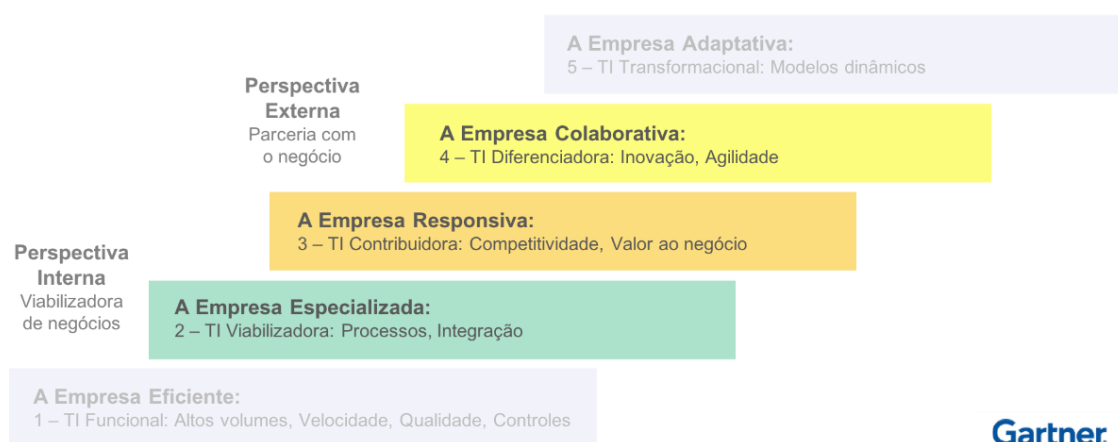 A Empresa Adaptativa:
5 – TI Transformacional: Modelos dinâmicos
Perspectiva
Externa
Parceria com
o negócio
A Empresa Colaborativa:
4 – TI Diferenciadora: Inovação, Agilidade
A Empresa Responsiva:
3 – TI Contribuidora: Competitividade, Valor ao negócio
Perspectiva
Interna
Viabilizadora
de negócios
A Empresa Especializada:
2 – TI Viabilizadora: Processos, Integração
A Empresa Eficiente:
1 – TI Funcional: Altos volumes, Velocidade, Qualidade, Controles
Gartner